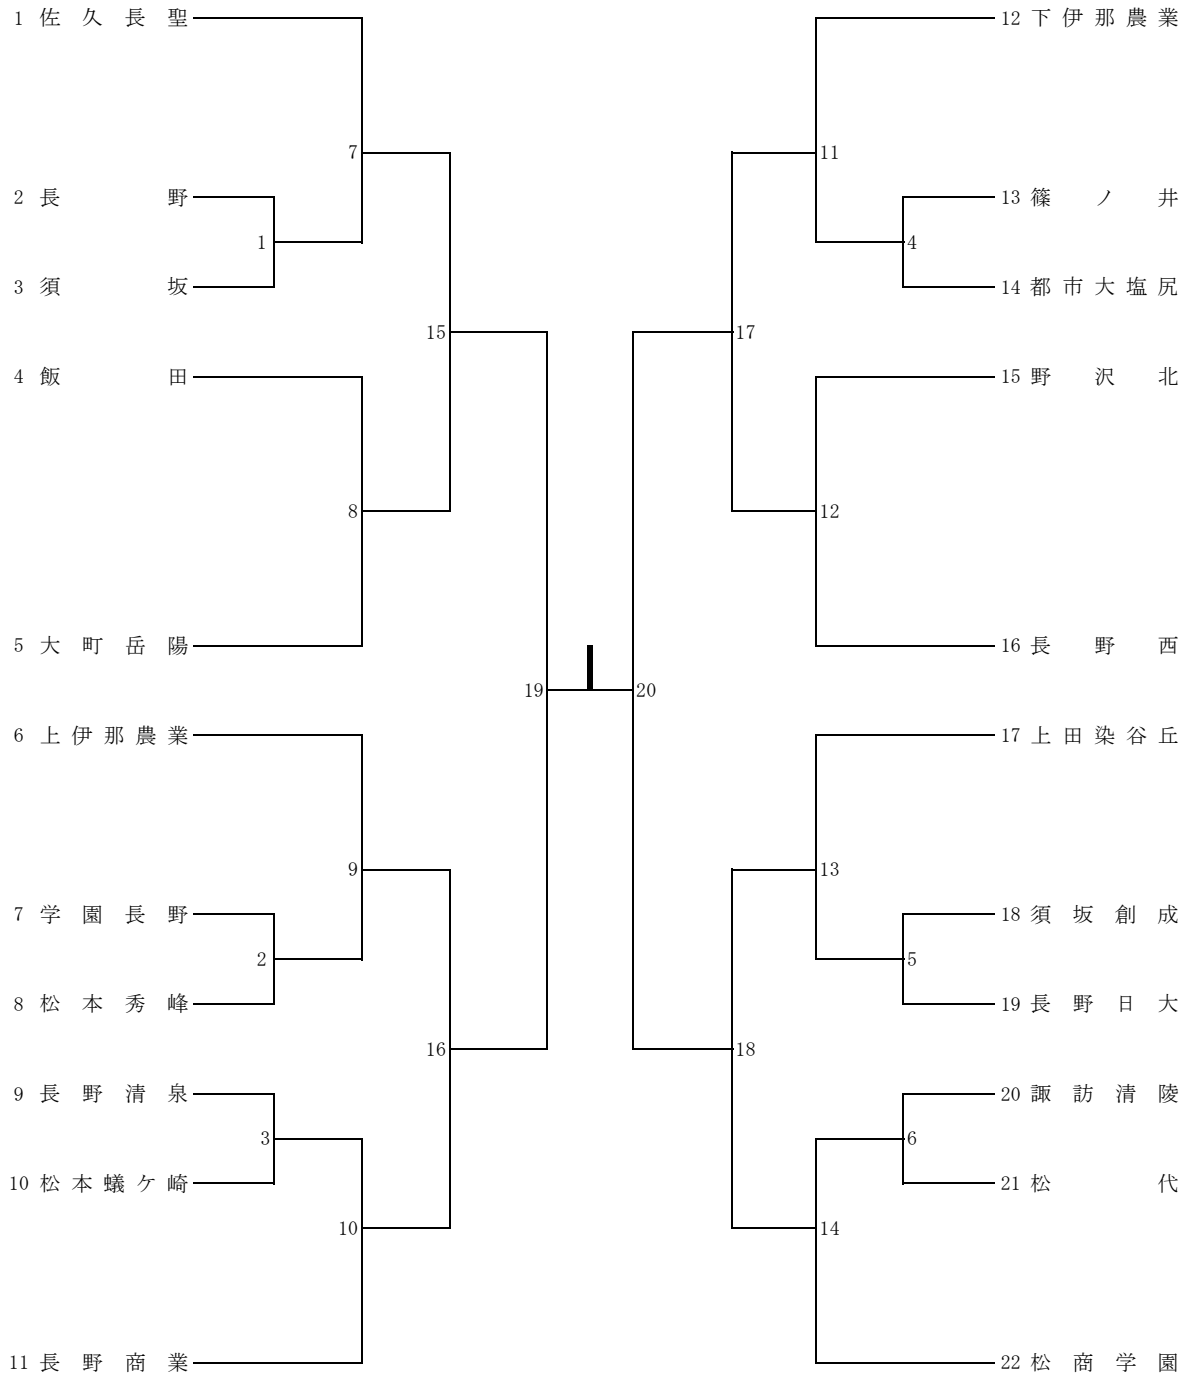 1 佐久長聖
7
2 長野
1
3 須坂
15
4 飯田
8
5 大町岳陽
19
6 上伊那農業
9
7 学園長野
2
8 松本秀峰
16
9 長野清泉
3
10 松本蟻ケ崎
10
11 長野商業
12 下伊那農業
11
13 篠ノ井
4
14 都市大塩尻
17
15 野沢北
12
16 長野西
20
17 上田染谷丘
13
18 須坂創成
5
19 長野日大
18
20 諏訪清陵
6
21 松代
14
22 松商学園